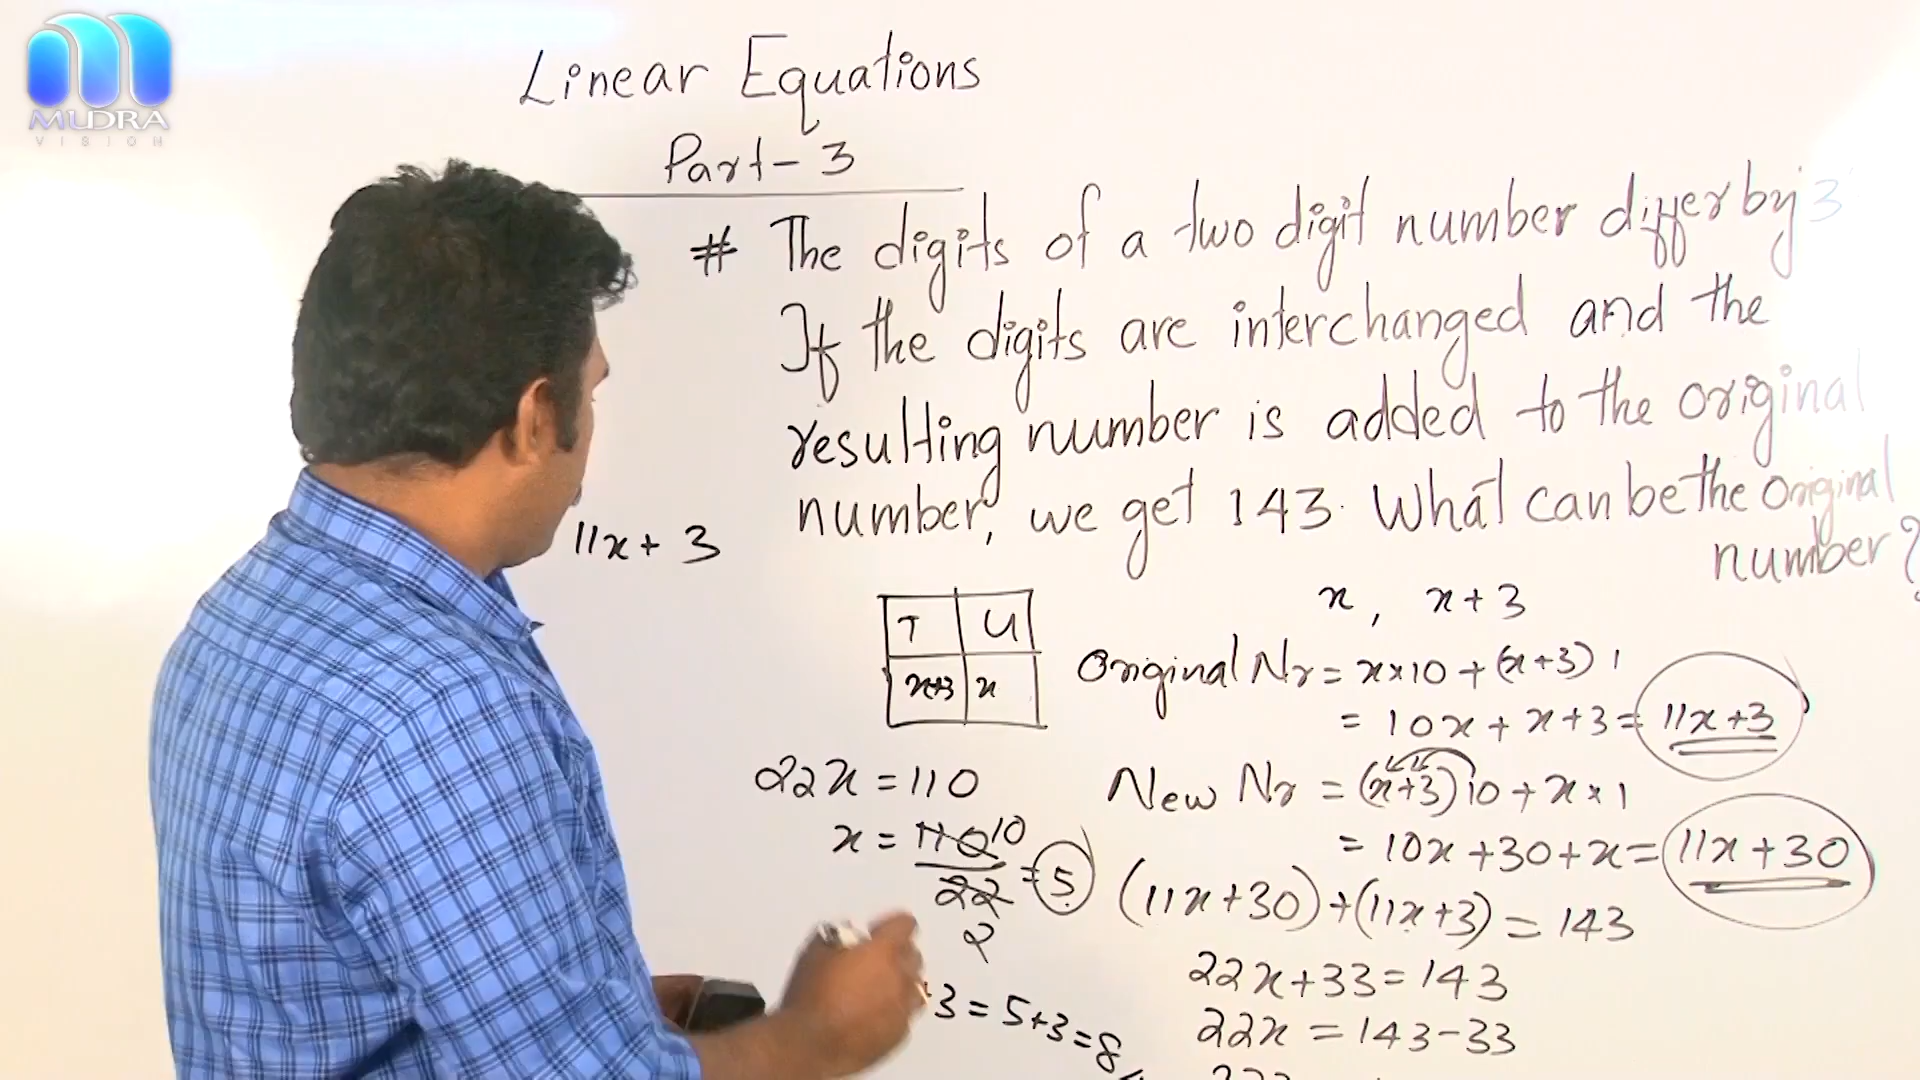 MUDRA
VISION
Linear Equations
Part-3
# The digits of a two digit number differ by 3
If the digits are interchanged and the
resulting number is added to the original
number, we get 143. What can be the original
number?
11x+3
T U
x+3 x
x, x+3
Original Nr = x×10+(x+3)1
= 10x+x+3=11x+3
New Nr = (x+3)10+x×1
= 10x+30+x=11x+30
(11x+30)+(11x+3)=143
22x+33=143
22x=143-33
22x=110
x=110/22=5
10
2
+3=5+3=8